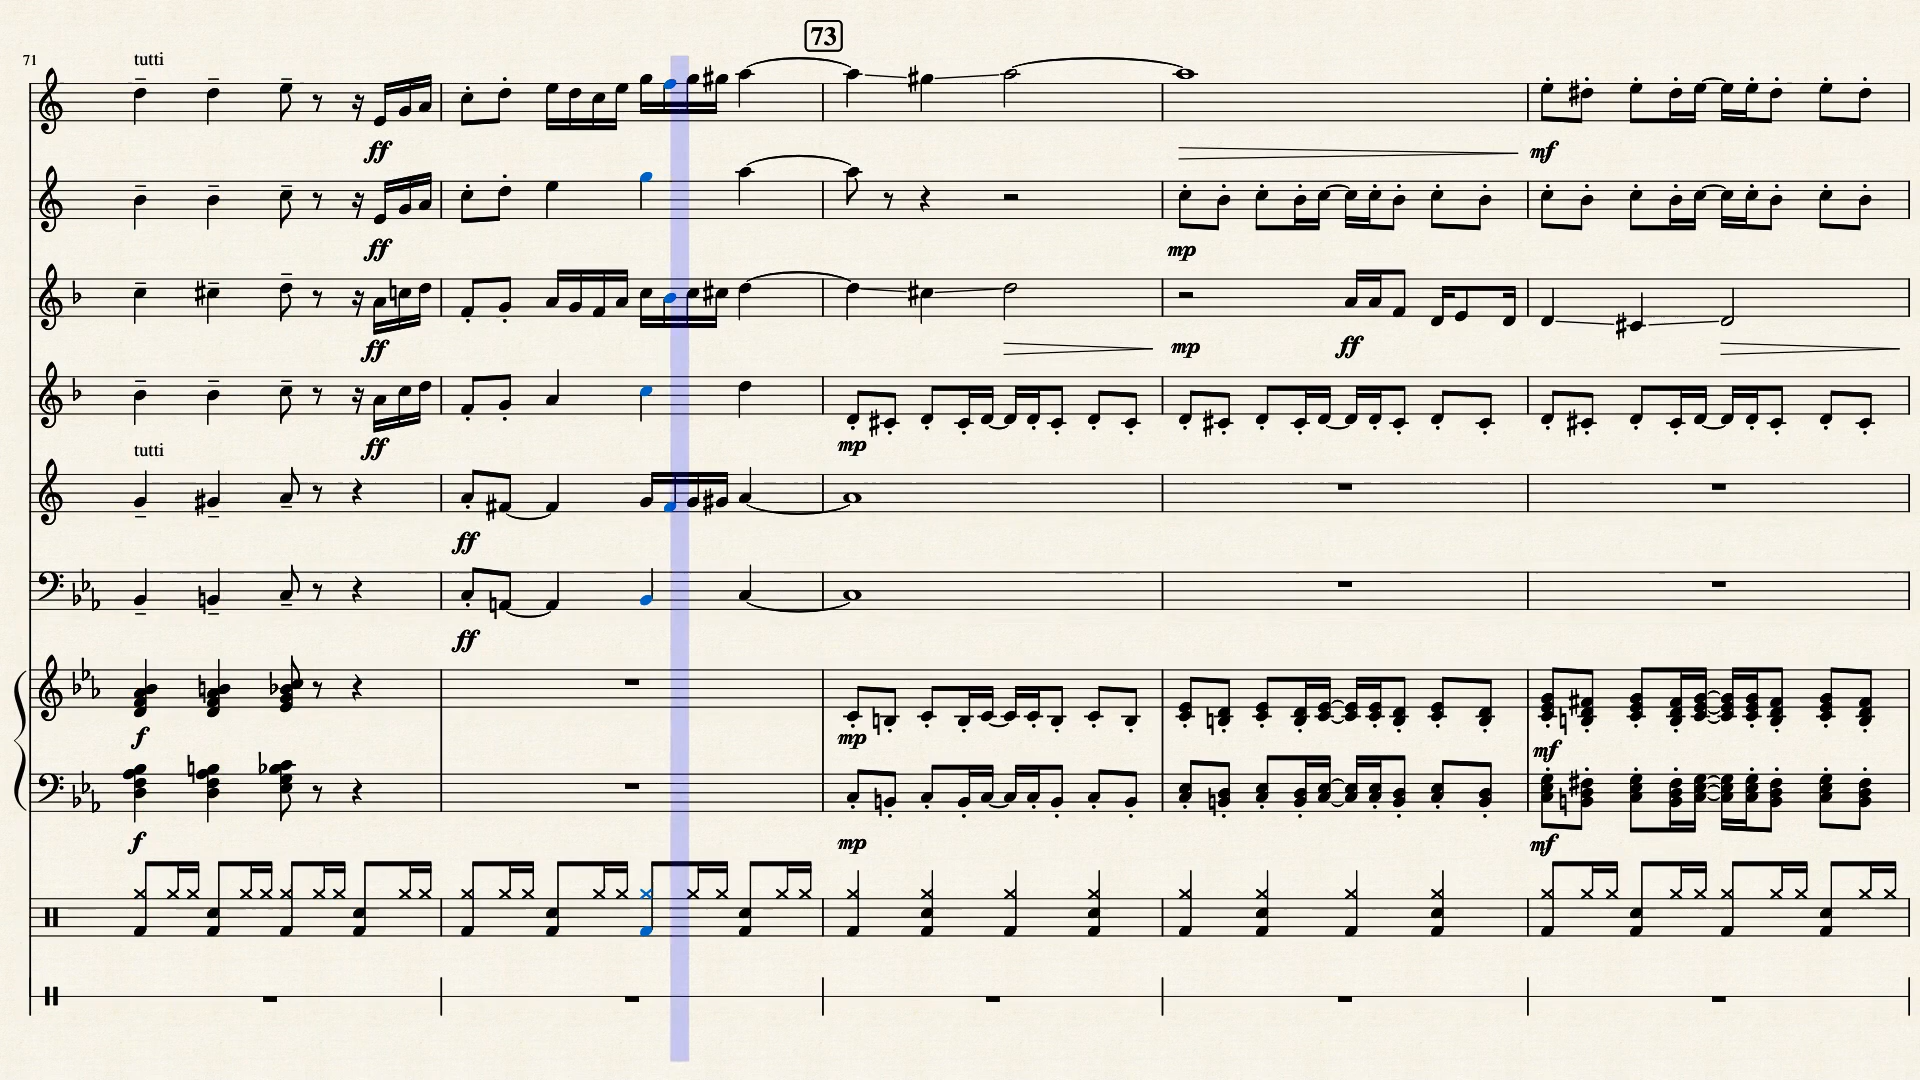 73
71 tutti
ff mf
ff mp
ff mp ff
ff mp
tutti
ff
ff
f mp mf
f mp mf